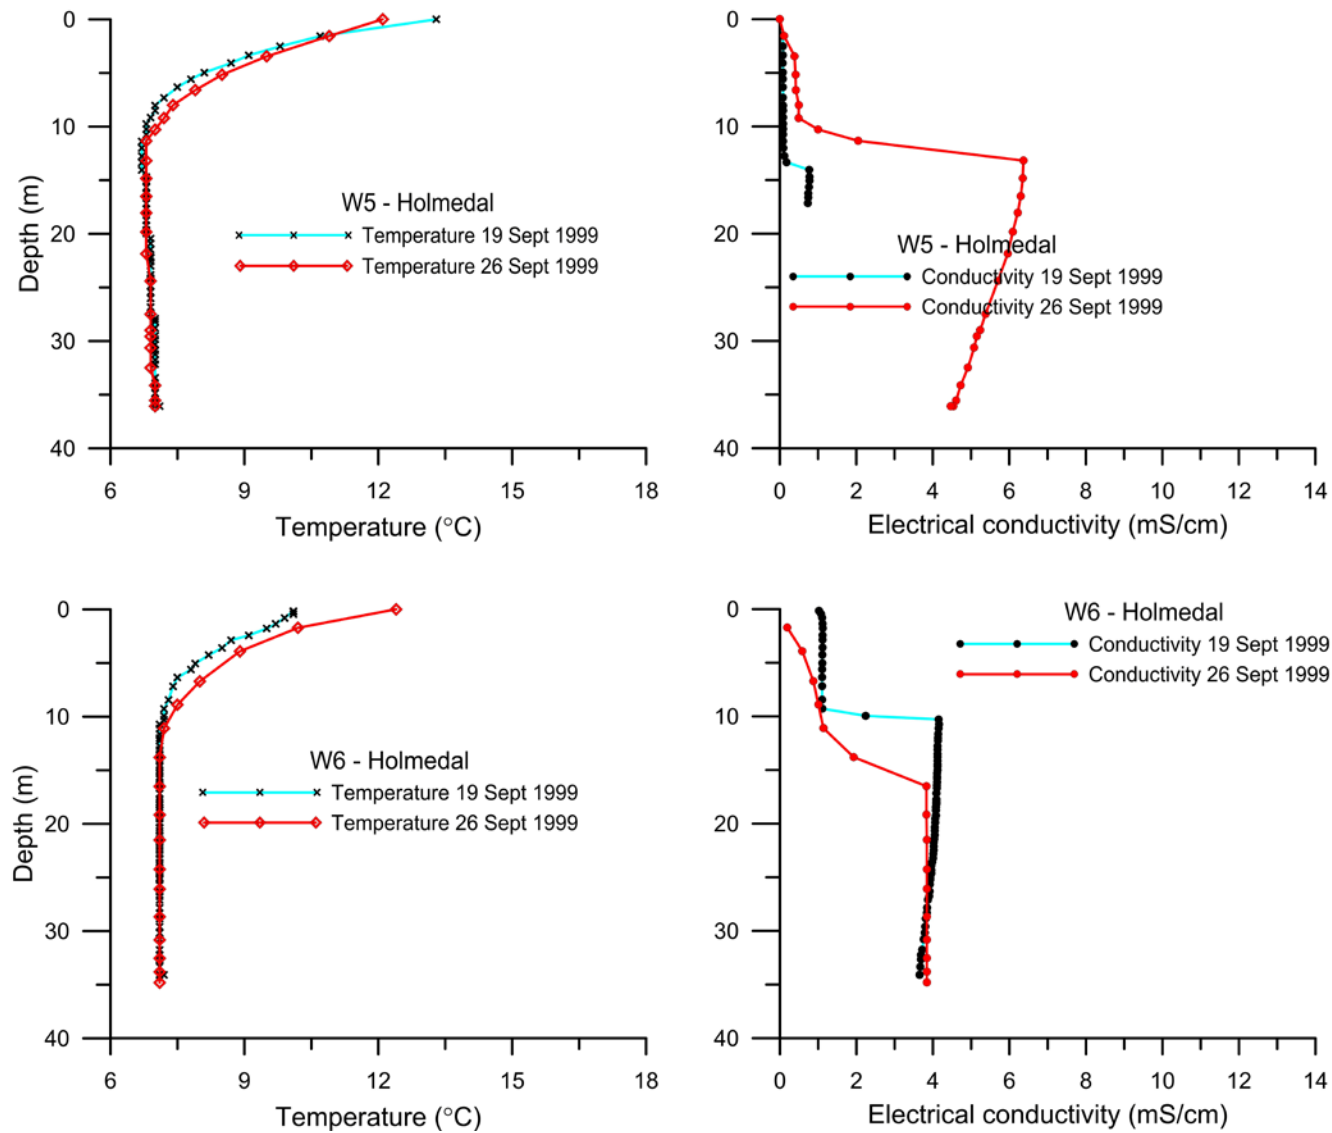 0
10
20
30
40
Depth (m)
W5 - Holmedal
Temperature 19 Sept 1999
Temperature 26 Sept 1999
6
9
12
15
18
Temperature (°C)
0
10
20
30
40
W5 - Holmedal
Conductivity 19 Sept 1999
Conductivity 26 Sept 1999
0
2
4
6
8
10
12
14
Electrical conductivity (mS/cm)
0
10
20
30
40
Depth (m)
W6 - Holmedal
Temperature 19 Sept 1999
Temperature 26 Sept 1999
6
9
12
15
18
Temperature (°C)
0
10
20
30
40
W6 - Holmedal
Conductivity 19 Sept 1999
Conductivity 26 Sept 1999
0
2
4
6
8
10
12
14
Electrical conductivity (mS/cm)